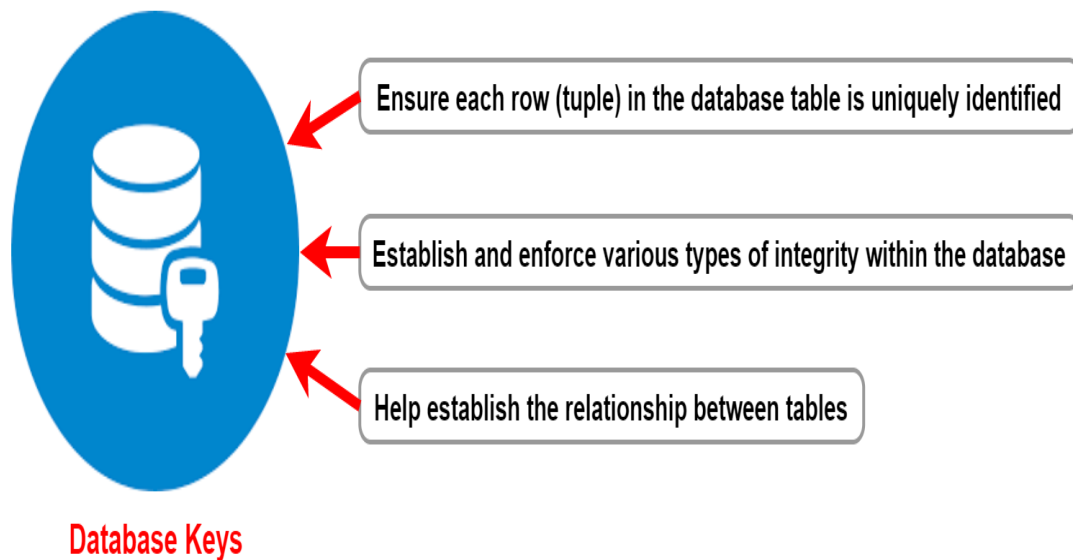 Ensure each row (tuple) in the database table is uniquely identified
Establish and enforce various types of integrity within the database
Help establish the relationship between tables
Database Keys